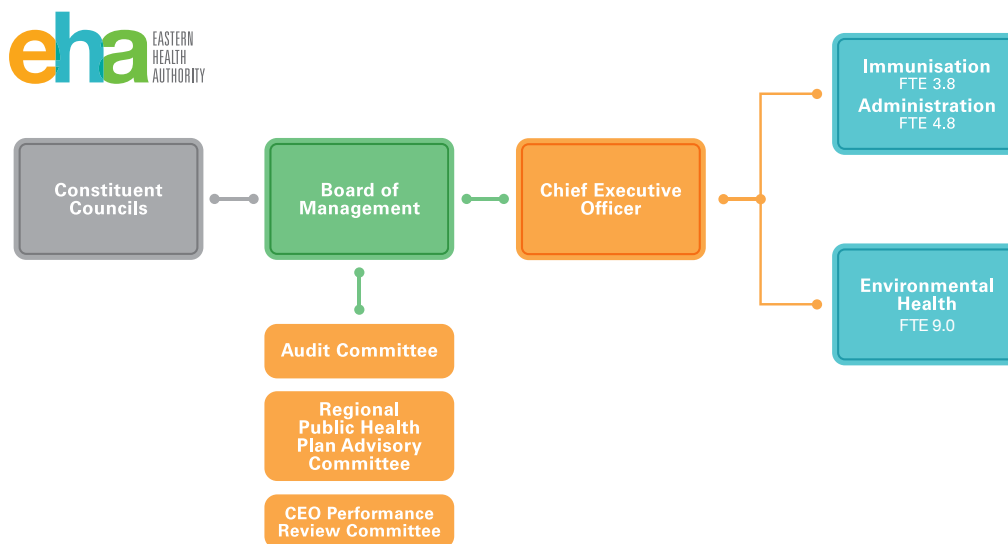 eha
EASTERN
HEALTH
AUTHORITY
Constituent
Councils
Board of
Management
Chief Executive
Officer
Immunisation
FTE 3.8
Administration
FTE 4.8
Environmental
Health
FTE 9.0
Audit Committee
Regional
Public Health
Plan Advisory
Committee
CEO Performance
Review Committee